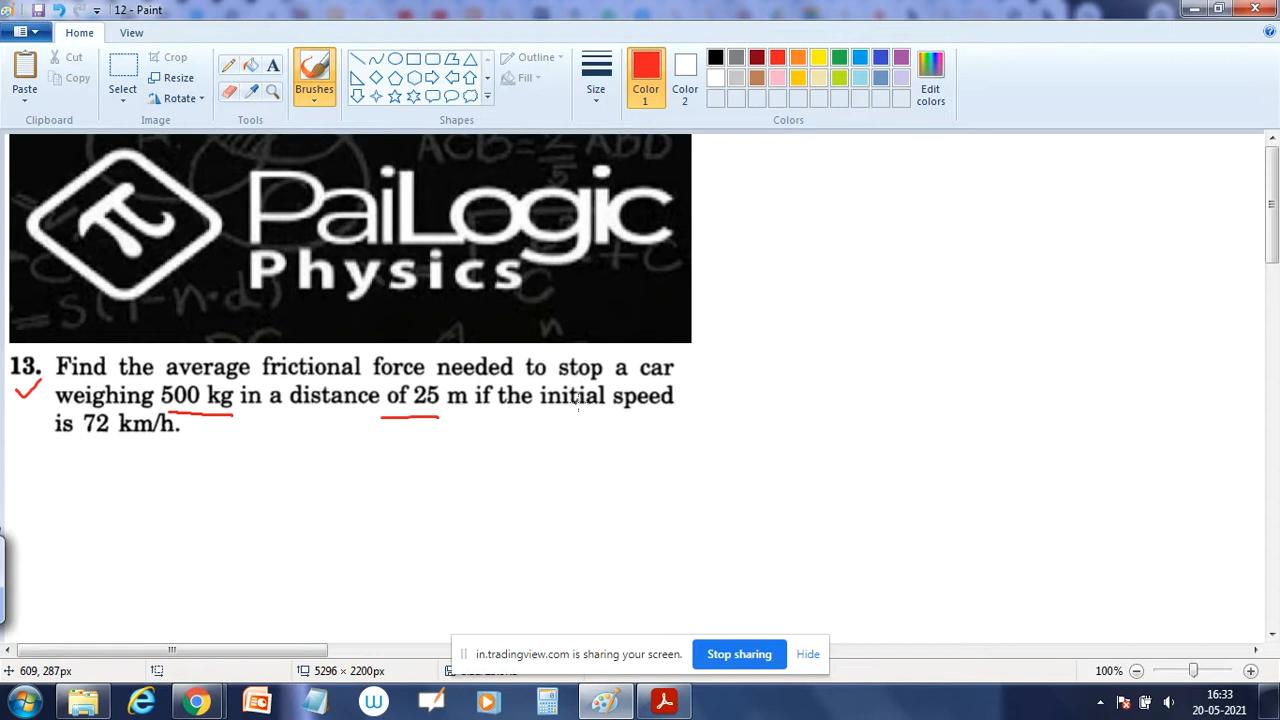 12 - Paint
Home View
Cut
Copy
Paste
Clipboard
Select
Crop
Resize
Rotate
Image
Tools
Brushes
Shapes
Outline
Fill
Size
Color 1
Color 2
Edit colors
Colors
π PaiLogic
Physics
13. Find the average frictional force needed to stop a car
weighing 500 kg in a distance of 25 m if the initial speed
is 72 km/h.
in.tradingview.com is sharing your screen. Stop sharing Hide
609, 287px
5296 × 2200px
100%
16:33
20-05-2021